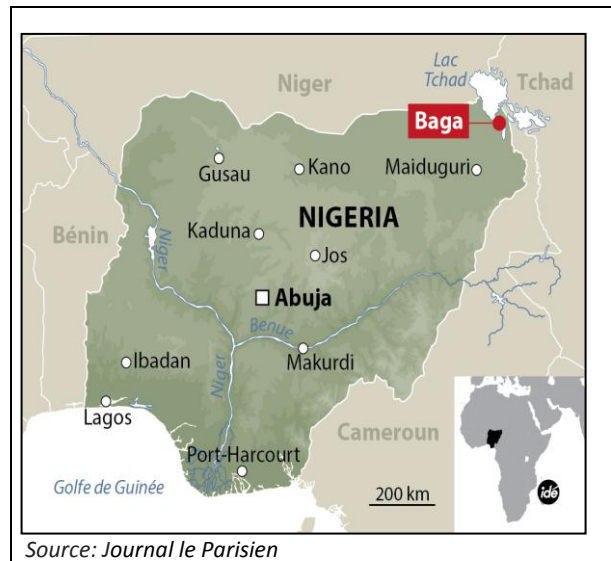 Lac
Tchad
Niger
Tchad
Baga
Gusau
Kano
Maiduguri
NIGERIA
Bénin
Niger
Kaduna
Jos
Abuja
Benue
Niger
Ibadan
Makurdi
Lagos
Cameroun
Port-Harcourt
Golfe de Guinée
200 km
idé
Source: Journal le Parisien